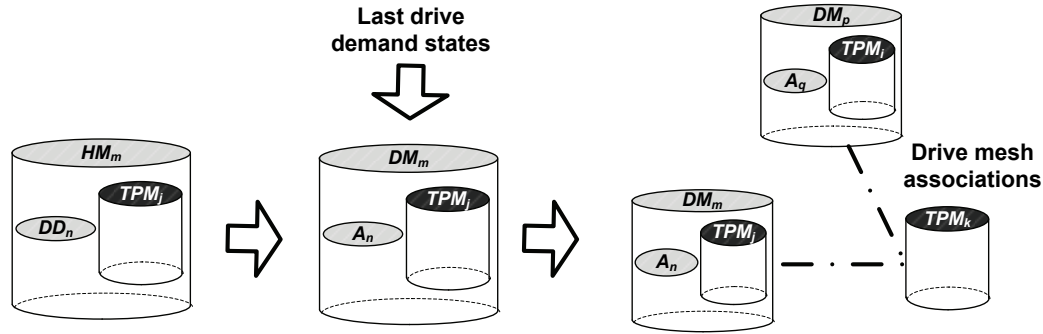 Last drive
demand states
HMₘ
TPMⱼ
DDₙ
DMₘ
TPMⱼ
Aₙ
DMₚ
TPMᵢ
A_q
Drive mesh
associations
DMₘ
TPMⱼ
Aₙ
TPMₖ